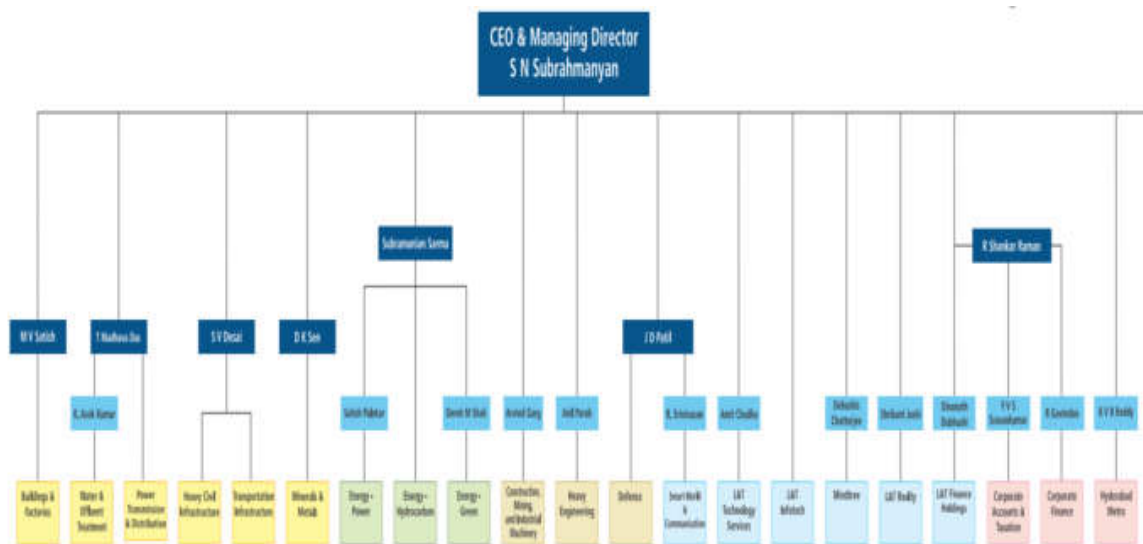 CEO & Managing Director
S N Subrahmanyan
Subramanian Sarma
R Shankar Raman
M V Satish
T Madhava Das
S V Desai
D K Sen
J D Patil
K. Asok Kumar
Satish Palekar
Derek M Shah
Arvind Garg
Anil Parab
R. Srinivasan
Amit Chadha
Debashis
Chatterjee
Shrikant Joshi
Dinanath
Dubhashi
Y V S
Sravankumar
R Govindan
K V B Reddy
Buildings &
Factories
Water &
Effluent
Treatment
Power
Transmission
& Distribution
Heavy Civil
Infrastructure
Transportation
Infrastructure
Minerals &
Metals
Energy -
Power
Energy -
Hydrocarbon
Energy -
Green
Construction,
Mining,
and Industrial
Machinery
Heavy
Engineering
Defence
Smart World
&
Communication
L&T
Technology
Services
L&T
Infotech
Mindtree
L&T Realty
L&T Finance
Holdings
Corporate
Accounts &
Taxation
Corporate
Finance
Hyderabad
Metro